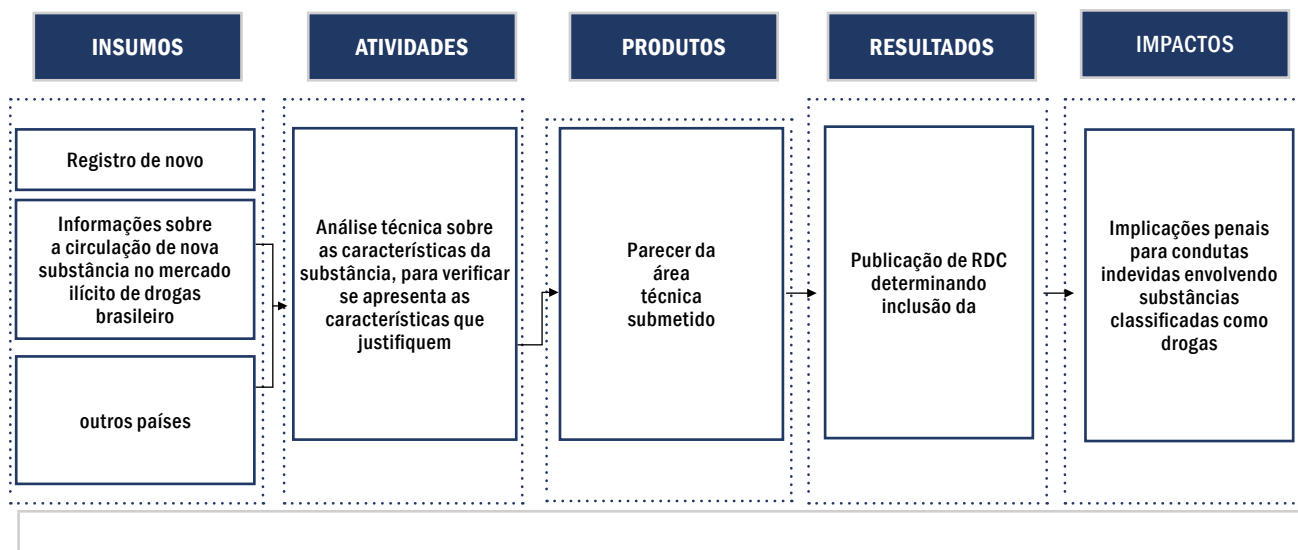 INSUMOS
ATIVIDADES
PRODUTOS
RESULTADOS
IMPACTOS
Registro de novo
Informações sobre
a circulação de nova
substância no mercado
ilícito de drogas
brasileiro
outros países
Análise técnica sobre
as características da
substância, para verificar
se apresenta as
características que
justifiquem
Parecer da
área
técnica
submetido
Publicação de RDC
determinando
inclusão da
Implicações penais
para condutas
indevidas envolvendo
substâncias
classificadas como
drogas